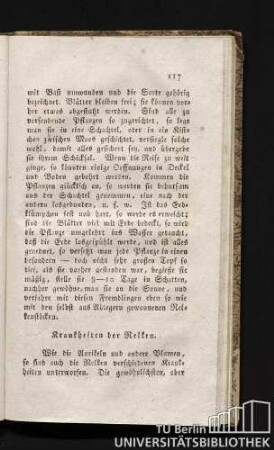 117
mit Bast umwunden und die Sorte gehörig
bezeichnet. Blätter bleiben frei; sie können vor-
her etwas abgestutzt werden. Sind alle zu
versendende Pflanzen so zugerichtet, so legt
man sie in eine Schachtel, oder in ein Kist-
chen zwischen Moos geschichtet, versiegle solche
wohl, damit alles gesichert sey, und übergebe
sie ihrem Schicksal. Wenn die Reise zu weit
ginge, so könnten einige Oeffnungen in Deckel
und Boden gebohrt werden. Kommen die
Pflanzen glücklich an, so werden sie behutsam
aus der Schachtel genommen, eine nach der
andern losgebunden, u. s. w. Ist das Erd-
klümpchen fest und hart, so werde es erweicht;
sind die Blätter viel mit Erde bedeckt, so wird
die Pflanze umgekehrt ins Wasser getaucht,
daß die Erde losgespühlt werde, und ist alles
geordnet, so versetzt man jede Pflanze in einen
besondern — doch nicht sehr großen Topf so
tief, als sie vorher gestanden war, begieße sie
mäßig, stelle sie 8—10 Tage in Schatten,
nachher gewöhne man sie an die Sonne, und
verfahre mit diesen Fremdlingen eben so wie
mit den selbst aus Ablegern gewonnenen Nel-
kenstöcken.
Krankheiten der Nelken.
Wie die Aurikeln und andere Blumen,
so sind auch die Nelken verschiedenen Krank-
heiten unterworfen. Die gewöhnlichsten, aber
TU Berlin
UNIVERSITÄTSBIBLIOTHEK